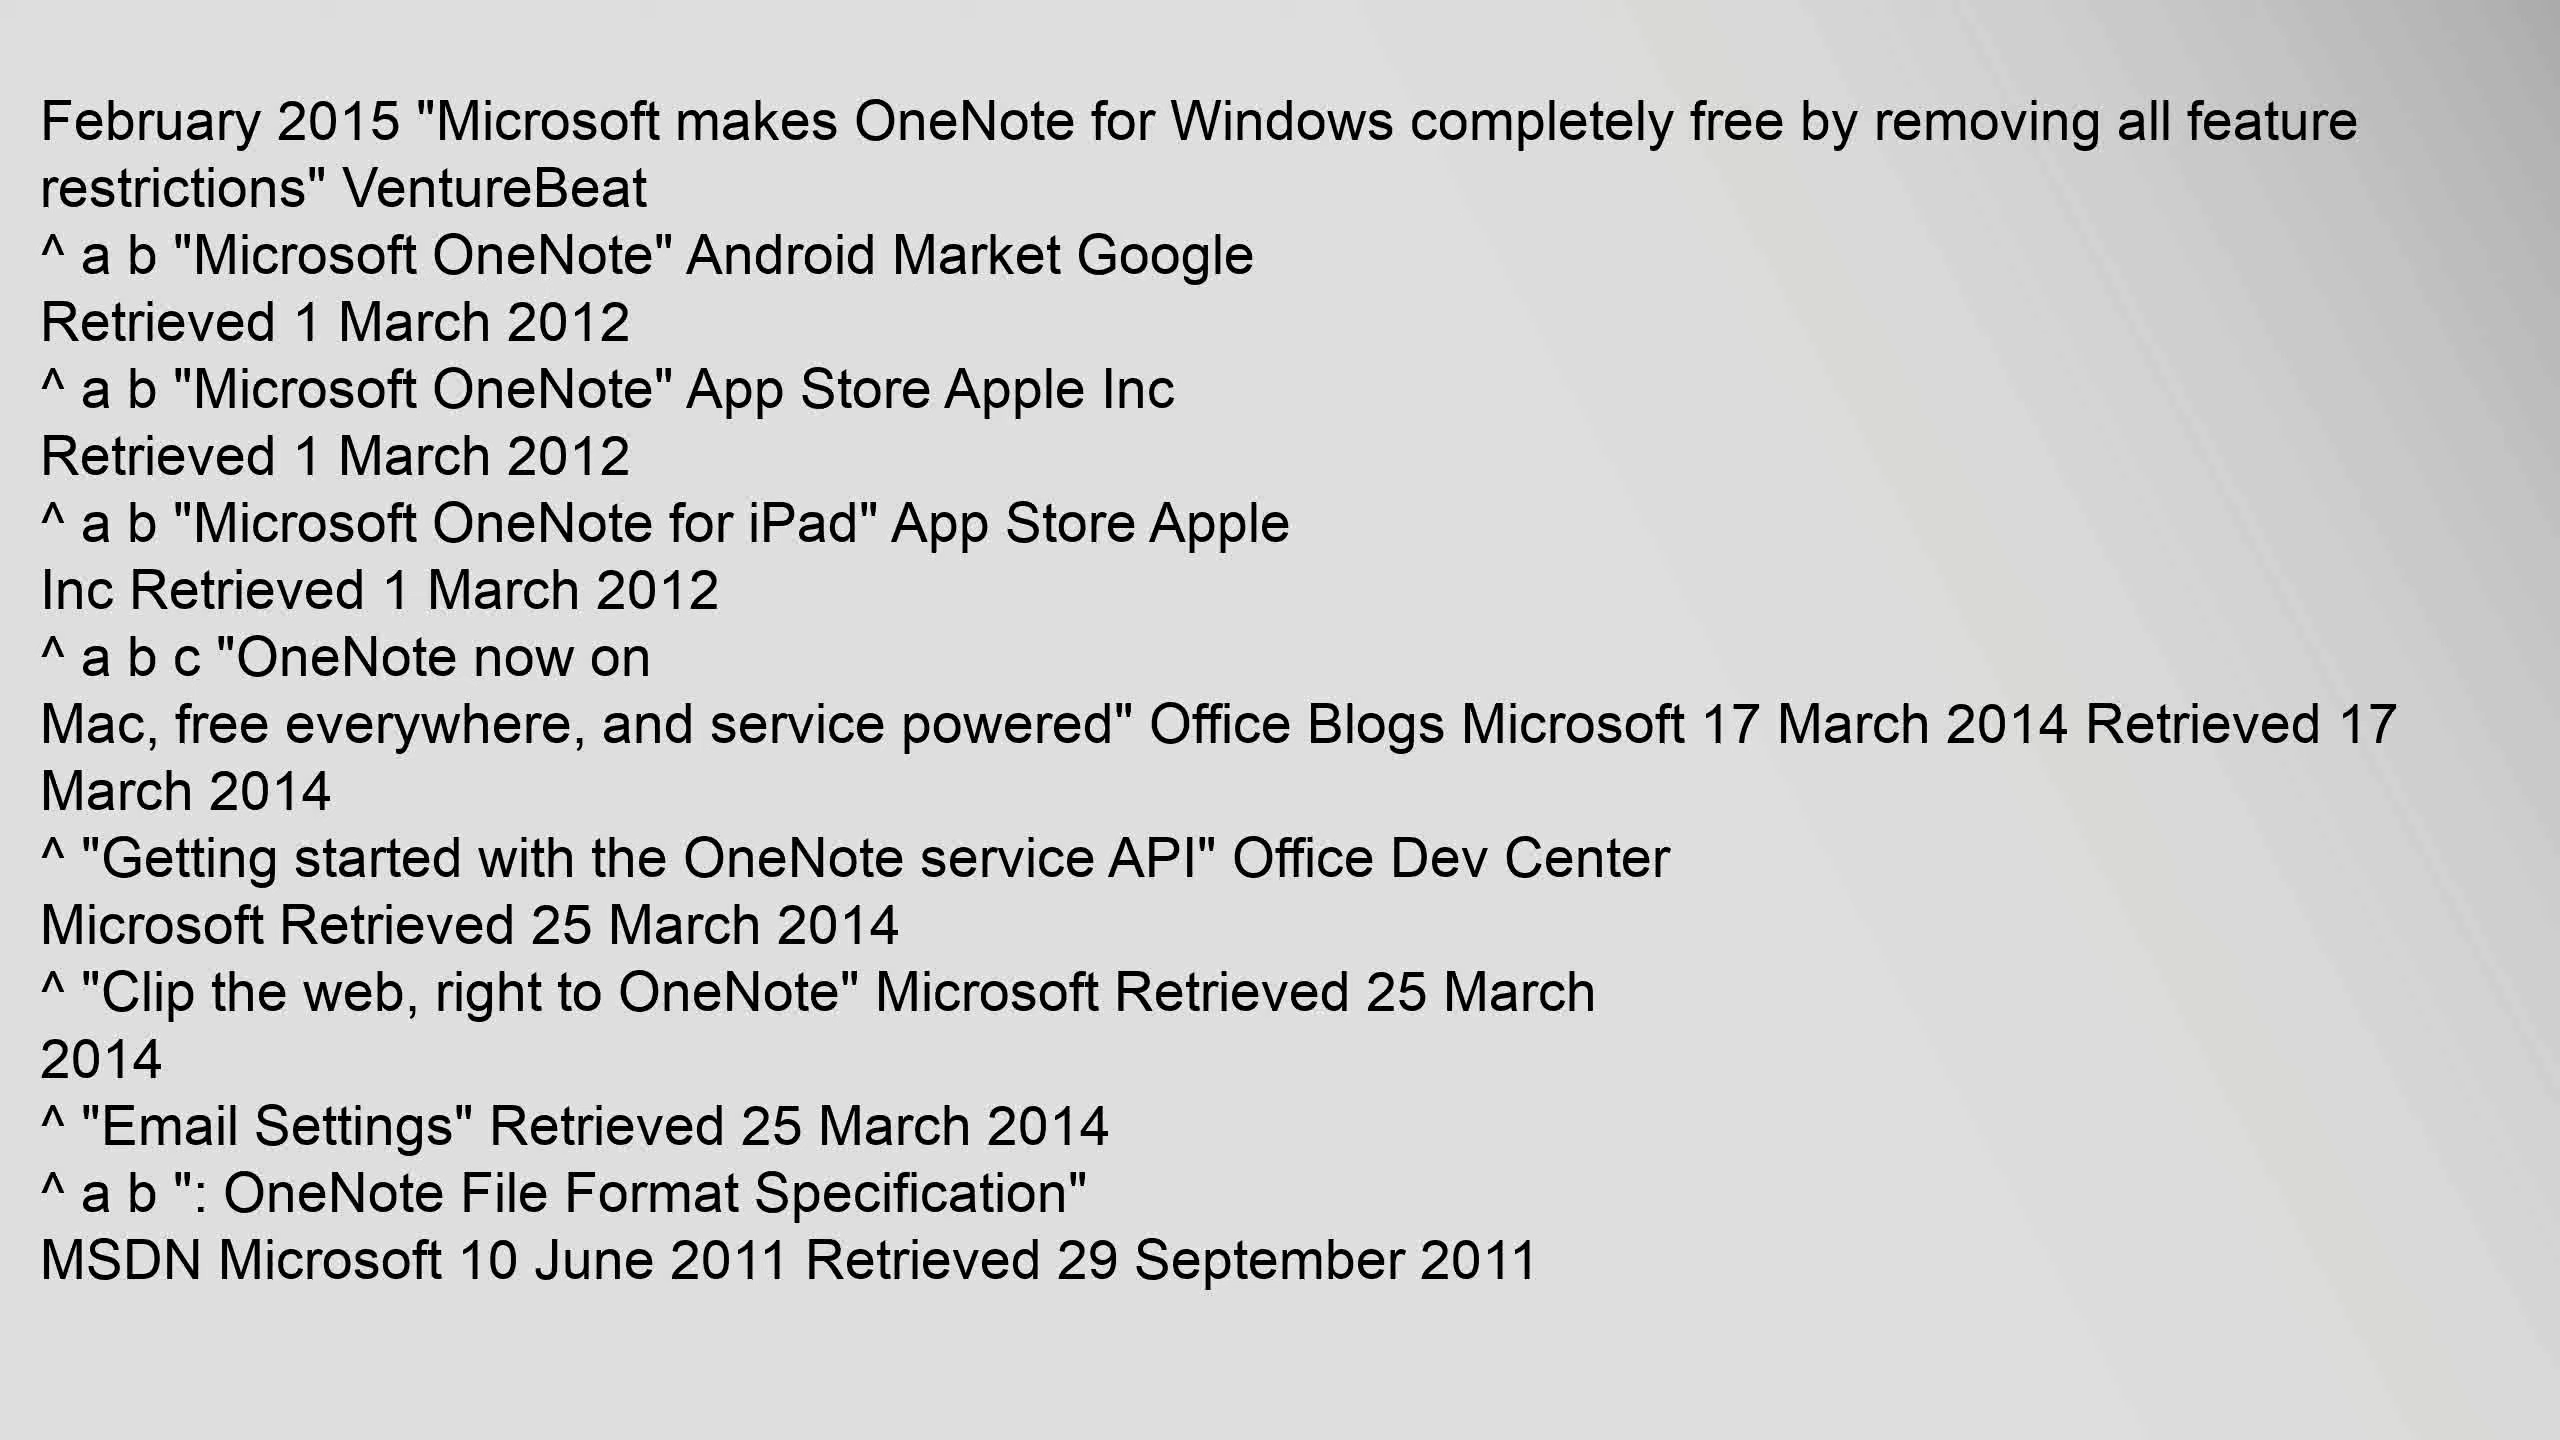 February 2015 "Microsoft makes OneNote for Windows completely free by removing all feature
restrictions" VentureBeat
^ a b "Microsoft OneNote" Android Market Google
Retrieved 1 March 2012
^ a b "Microsoft OneNote" App Store Apple Inc
Retrieved 1 March 2012
^ a b "Microsoft OneNote for iPad" App Store Apple
Inc Retrieved 1 March 2012
^ a b c "OneNote now on
Mac, free everywhere, and service powered" Office Blogs Microsoft 17 March 2014 Retrieved 17
March 2014
^ "Getting started with the OneNote service API" Office Dev Center
Microsoft Retrieved 25 March 2014
^ "Clip the web, right to OneNote" Microsoft Retrieved 25 March
2014
^ "Email Settings" Retrieved 25 March 2014
^ a b ": OneNote File Format Specification"
MSDN Microsoft 10 June 2011 Retrieved 29 September 2011